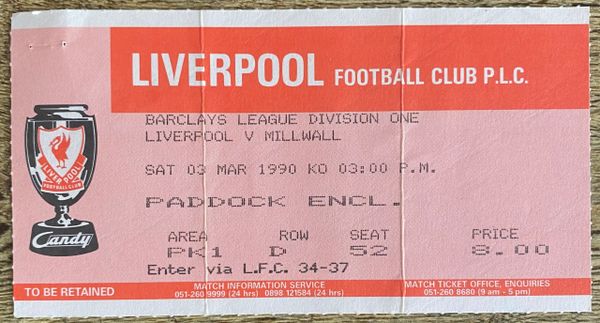 LIVERPOOL FOOTBALL CLUB P.L.C.
BARCLAYS LEAGUE DIVISION ONE
LIVERPOOL V MILLWALL
SAT 03 MAR 1990 KO 03:00 P.M.
PADDOCK ENCL.
AREA ROW SEAT PRICE
PK1 D 52 8.00
Enter via L.F.C. 34-37
LIVERPOOL
FOOTBALL CLUB
Candy
TO BE RETAINED
MATCH INFORMATION SERVICE
051-260 9999 (24 hrs) 0898 121584 (24 hrs)
MATCH TICKET OFFICE, ENQUIRIES
051-260 8680 (9 am - 5 pm)